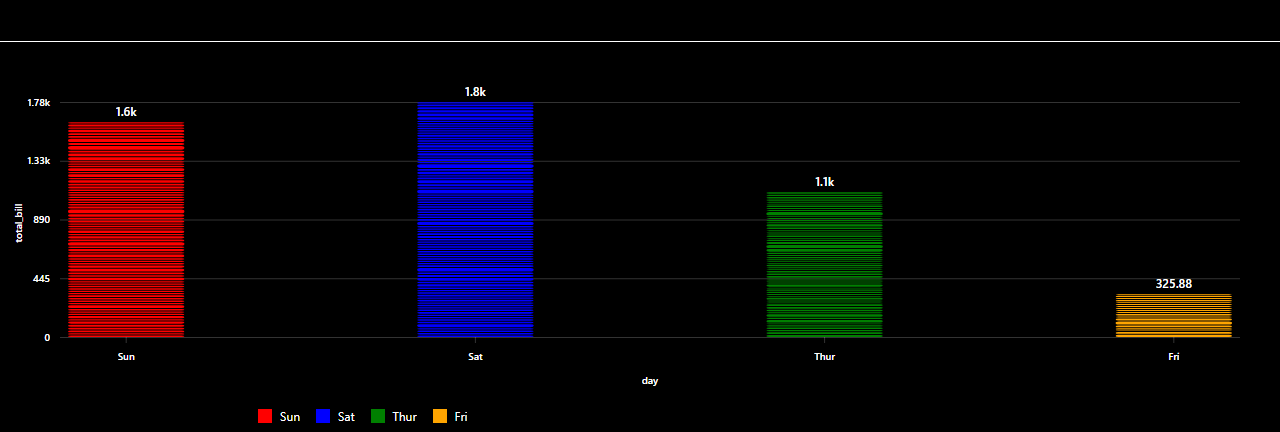 1.8k
1.78k
1.6k
1.33k
1.1k
890
total_bill
445
325.88
0
Sun Sat Thur Fri
day
Sun Sat Thur Fri